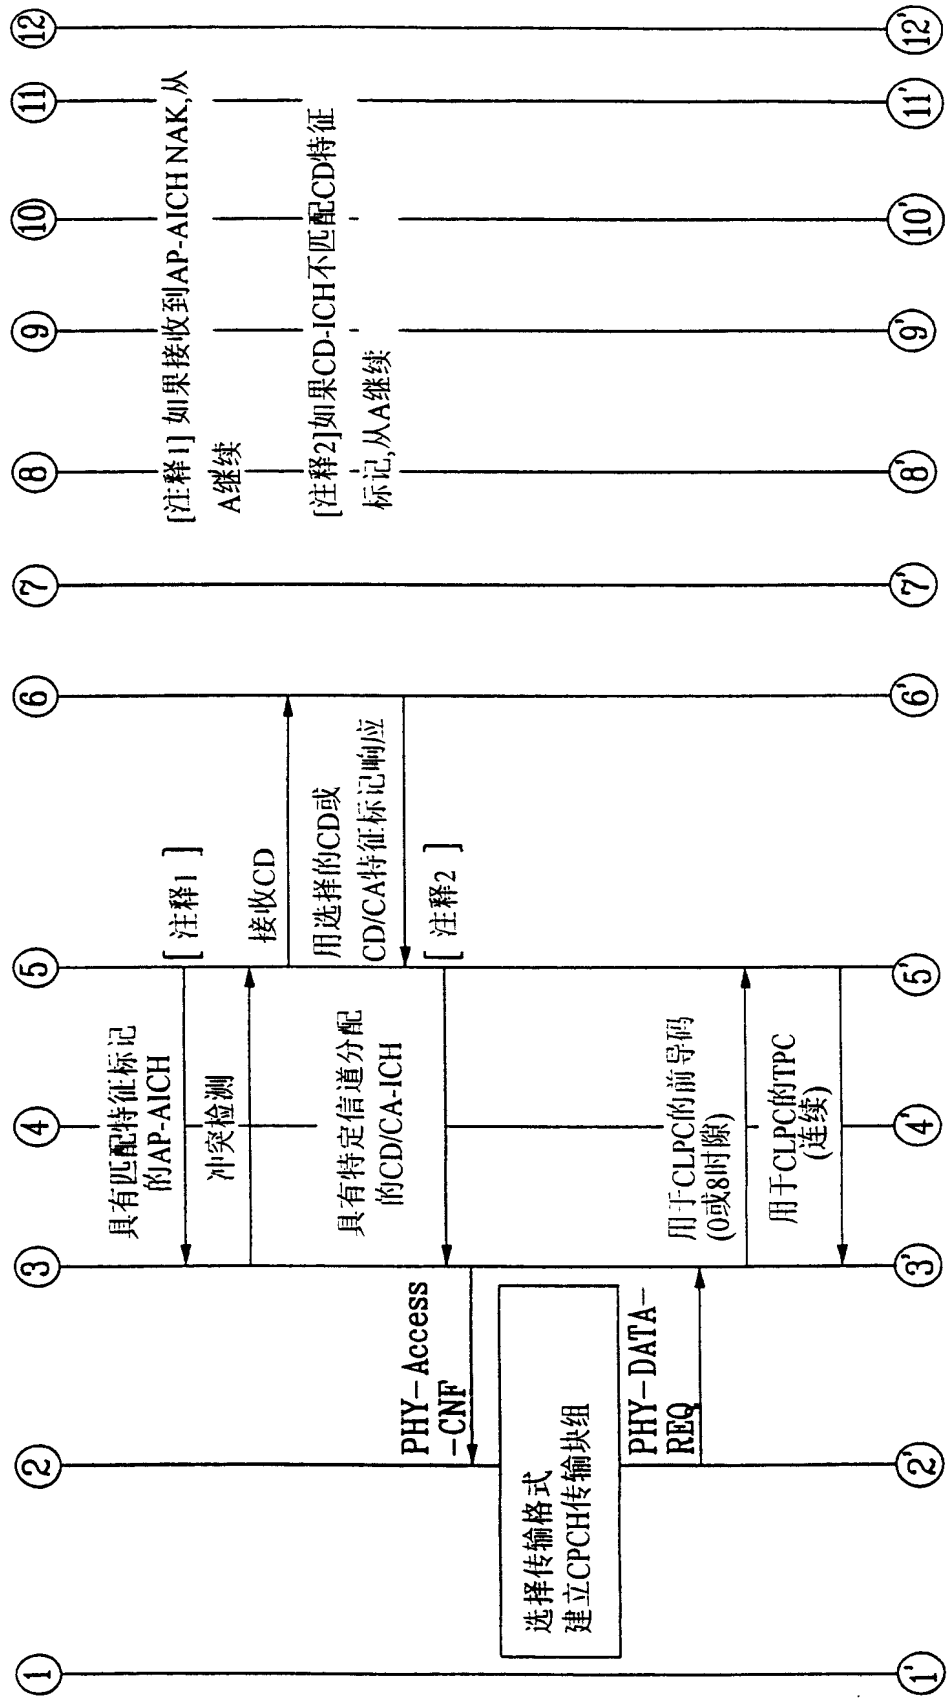 ①
②
③
④
⑤
⑥
⑦
⑧
⑨
⑩
⑪
⑫
具有匹配特征标记
的AP-AICH
[ 注释1 ]
[注释1] 如果接收到AP-AICH NAK,从
A继续
冲突检测
接收CD
用选择的CD或
CD/CA特征标记响应
[注释2]如果CD-ICH不匹配CD特征
标记,从A继续
具有特定信道分配
的CD/CA-ICH
[ 注释2 ]
PHY-Access
-CNF
选择传输格式
建立CPCH传输块组
PHY-DATA-
REQ
用于CLPC的前导码
(0或8时隙)
用于CLPC的TPC
(连续)
①'
②'
③'
④'
⑤'
⑥'
⑦'
⑧'
⑨'
⑩'
⑪'
⑫'